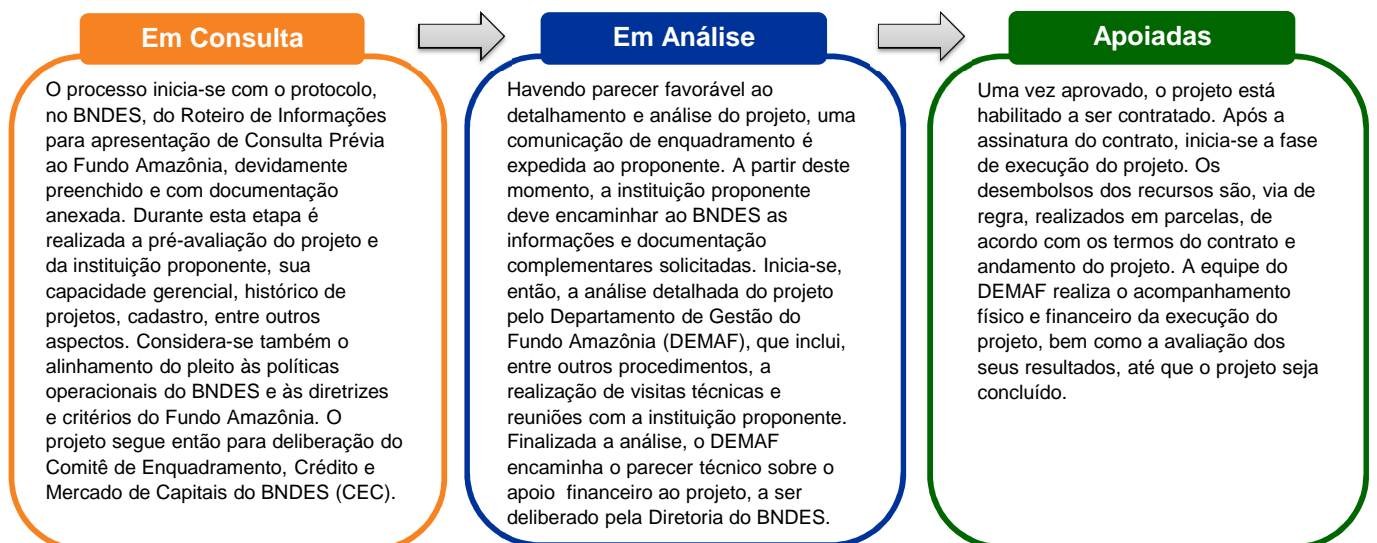 Em Consulta
O processo inicia-se com o protocolo,
no BNDES, do Roteiro de Informações
para apresentação de Consulta Prévia
ao Fundo Amazônia, devidamente
preenchido e com documentação
anexada. Durante esta etapa é
realizada a pré-avaliação do projeto e
da instituição proponente, sua
capacidade gerencial, histórico de
projetos, cadastro, entre outros
aspectos. Considera-se também o
alinhamento do pleito às políticas
operacionais do BNDES e às diretrizes
e critérios do Fundo Amazônia. O
projeto segue então para deliberação do
Comitê de Enquadramento, Crédito e
Mercado de Capitais do BNDES (CEC).
Em Análise
Havendo parecer favorável ao
detalhamento e análise do projeto, uma
comunicação de enquadramento é
expedida ao proponente. A partir deste
momento, a instituição proponente
deve encaminhar ao BNDES as
informações e documentação
complementares solicitadas. Inicia-se,
então, a análise detalhada do projeto
pelo Departamento de Gestão do
Fundo Amazônia (DEMAF), que inclui,
entre outros procedimentos, a
realização de visitas técnicas e
reuniões com a instituição proponente.
Finalizada a análise, o DEMAF
encaminha o parecer técnico sobre o
apoio financeiro ao projeto, a ser
deliberado pela Diretoria do BNDES.
Apoiadas
Uma vez aprovado, o projeto está
habilitado a ser contratado. Após a
assinatura do contrato, inicia-se a fase
de execução do projeto. Os
desembolsos dos recursos são, via de
regra, realizados em parcelas, de
acordo com os termos do contrato e
andamento do projeto. A equipe do
DEMAF realiza o acompanhamento
físico e financeiro da execução do
projeto, bem como a avaliação dos
seus resultados, até que o projeto seja
concluído.